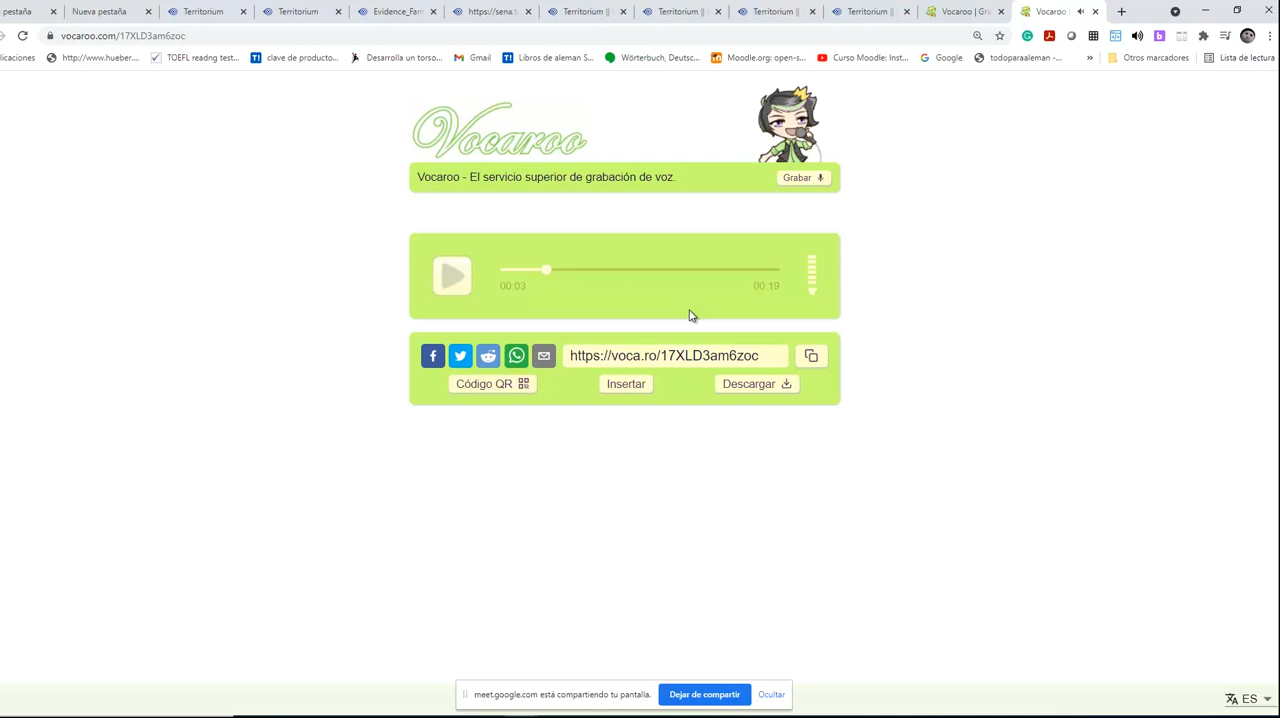 a pestaña
Nueva pestaña
Territorium
Territorium
Evidence_Fam
https://sena.t
Territorium ||
Territorium ||
Territorium ||
Territorium ||
Vocaroo | Gra
Vocaroo |
vocaroo.com/17XLD3am6zoc
licaciones
http://www.hueber....
TOEFL readng test...
clave de producto...
Desarrolla un torso...
Gmail
Libros de aleman S...
Wörterbuch, Deutsc...
Moodle.org: open-s...
Curso Moodle: Inst...
Google
todoparaaleman -...
»
Otros marcadores
Lista de lectura
Vocaroo
Vocaroo - El servicio superior de grabación de voz.
Grabar
00:03
00:19
https://voca.ro/17XLD3am6zoc
Código QR
Insertar
Descargar
meet.google.com está compartiendo tu pantalla.
Dejar de compartir
Ocultar
ES